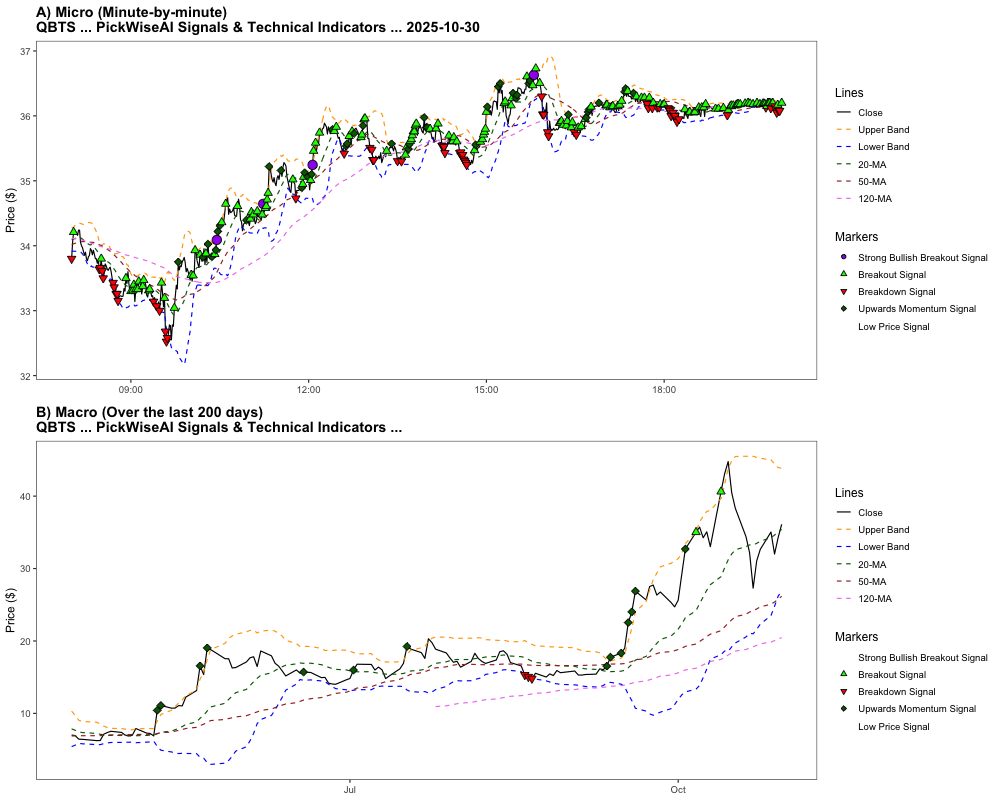 A) Micro (Minute-by-minute)
QBTS ... PickWiseAI Signals & Technical Indicators ... 2025-10-30
37
36
35
34
33
32
Price ($)
09:00
12:00
15:00
18:00
Lines
Close
Upper Band
Lower Band
20-MA
50-MA
120-MA
Markers
Strong Bullish Breakout Signal
Breakout Signal
Breakdown Signal
Upwards Momentum Signal
Low Price Signal
B) Macro (Over the last 200 days)
QBTS ... PickWiseAI Signals & Technical Indicators ...
40
30
20
10
Price ($)
Jul
Oct
Lines
Close
Upper Band
Lower Band
20-MA
50-MA
120-MA
Markers
Strong Bullish Breakout Signal
Breakout Signal
Breakdown Signal
Upwards Momentum Signal
Low Price Signal